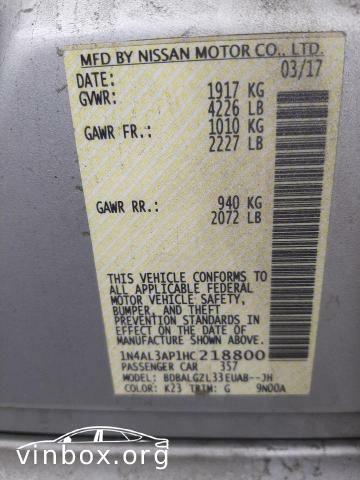 MFD BY NISSAN MOTOR CO., LTD.
DATE: 03/17
GVWR: 1917 KG
4226 LB
GAWR FR.: 1010 KG
2227 LB
GAWR RR.: 940 KG
2072 LB
THIS VEHICLE CONFORMS TO
ALL APPLICABLE FEDERAL
MOTOR VEHICLE SAFETY,
BUMPER, AND THEFT
PREVENTION STANDARDS IN
EFFECT ON THE DATE OF
MANUFACTURE SHOWN ABOVE.
1N4AL3AP1HC218800
PASSENGER CAR 357
MODEL: BDBALGZL33EUAB--JH
COLOR: K23 TRIM: G 9N00A
vinbox.org